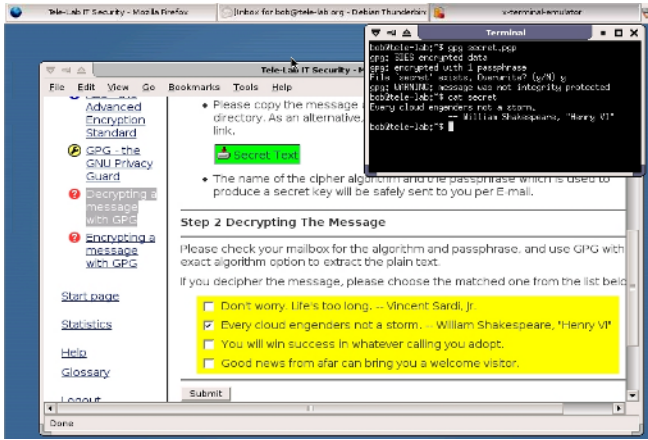 Tele-Lab IT Security - Mozilla Firefox
[Inbox for bob@tele-lab.org - Debian Thunderbir
x-terminal-emulator
Terminal
bob@tele-lab:~$ gpg secret.pgp
gpg: 3DES encrypted data
gpg: encrypted with 1 passphrase
File `secret' exists. Overwrite? (y/N) y
gpg: WARNING: message was not integrity protected
bob@tele-lab:~$ cat secret
Every cloud engenders not a storm.
-- William Shakespeare, "Henry VI"
bob@tele-lab:~$
Tele-Lab IT Security - M
File Edit View Go Bookmarks Tools Help
Advanced
Encryption
Standard
GPG - the
GNU Privacy
Guard
Decrypting a
message
with GPG
Encrypting a
message
with GPG
Start page
Statistics
Help
Glossary
Logout
Please copy the message
directory. As an alternative,
link.
Secret Text
The name of the cipher algorithm and the passphrase which is used to
produce a secret key will be safely sent to you per E-mail.
Step 2 Decrypting The Message
Please check your mailbox for the algorithm and passphrase. and use GPG with
exact algorithm option to extract the plain text.
If you decipher the message, please choose the matched one from the list belo
Don't worry. Life's too long. -- Vincent Sardi, Jr.
Every cloud engenders not a storm. -- William Shakespeare, "Henry VI"
You will win success in whatever calling you adopt.
Good news from afar can bring you a welcome visitor.
Submit
Done